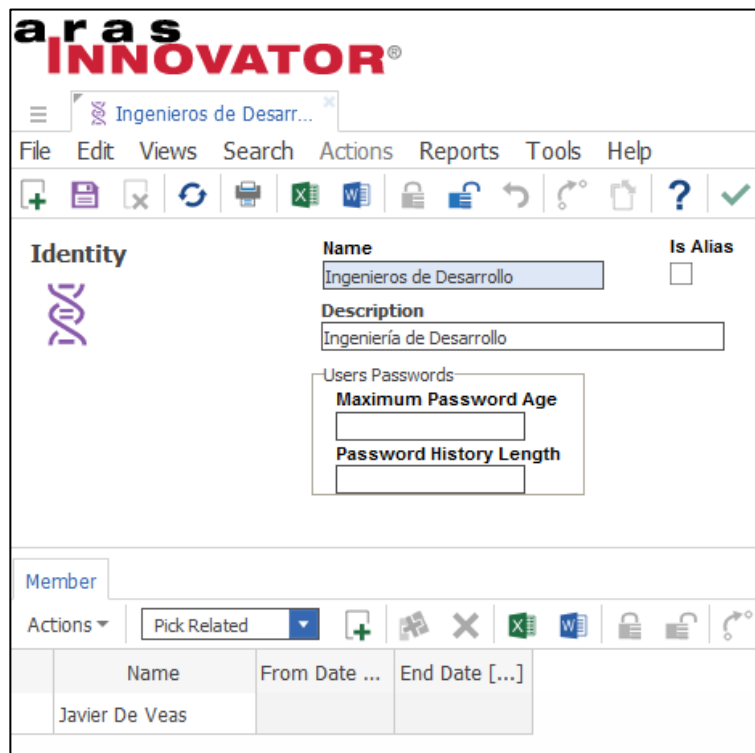 aras
INNOVATOR®
Ingenieros de Desarr...
File Edit Views Search Actions Reports Tools Help
Identity
Name
Is Alias
Ingenieros de Desarrollo
Description
Ingeniería de Desarrollo
Users Passwords
Maximum Password Age
Password History Length
Member
Actions Pick Related
Name From Date ... End Date [...]
Javier De Veas